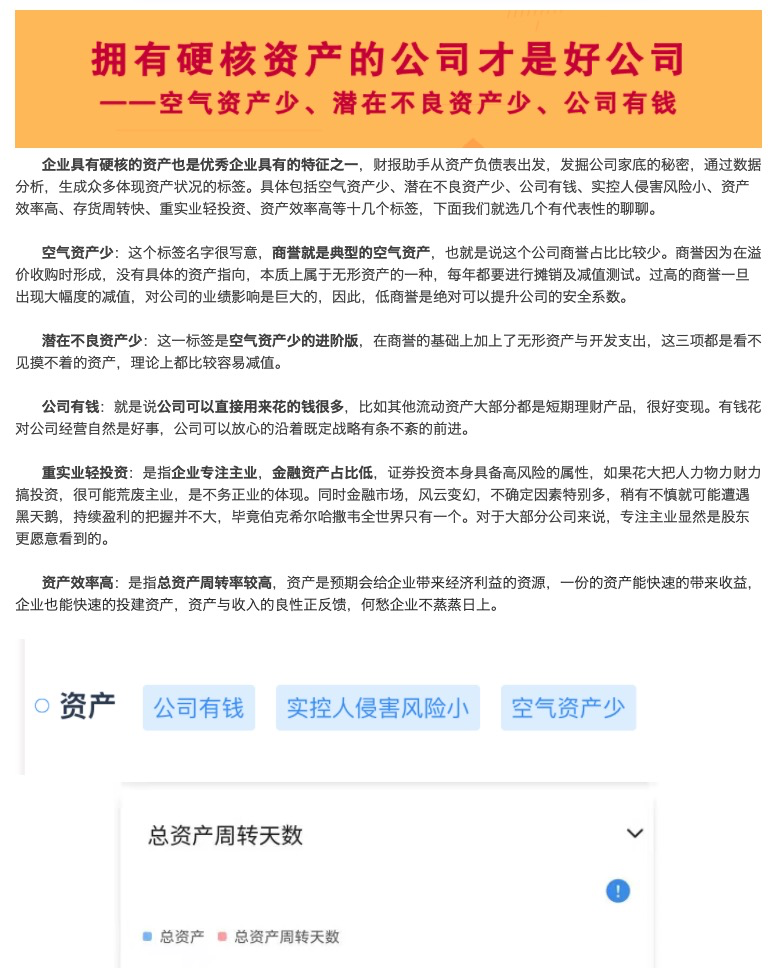 拥有硬核资产的公司才是好公司
——空气资产少、潜在不良资产少、公司有钱
企业具有硬核的资产也是优秀企业具有的特征之一，财报助手从资产负债表出发，发掘公司家底的秘密，通过数据
分析，生成众多体现资产状况的标签。具体包括空气资产少、潜在不良资产少、公司有钱、实控人侵害风险小、资产
效率高、存货周转快、重实业轻投资、资产效率高等十几个标签，下面我们就选几个有代表性的聊聊。
空气资产少：这个标签名字很写意，商誉就是典型的空气资产，也就是说这个公司商誉占比比较少。商誉因为在溢
价收购时形成，没有具体的资产指向，本质上属于无形资产的一种，每年都要进行摊销及减值测试。过高的商誉一旦
出现大幅度的减值，对公司的业绩影响是巨大的，因此，低商誉是绝对可以提升公司的安全系数。
潜在不良资产少：这一标签是空气资产少的进阶版，在商誉的基础上加上了无形资产与开发支出，这三项都是看不
见摸不着的资产，理论上都比较容易减值。
公司有钱：就是说公司可以直接用来花的钱很多，比如其他流动资产大部分都是短期理财产品，很好变现。有钱花
对公司经营自然是好事，公司可以放心的沿着既定战略有条不紊的前进。
重实业轻投资：是指企业专注主业，金融资产占比低，证券投资本身具备高风险的属性，如果花大把人力物力财力
搞投资，很可能荒废主业，是不务正业的体现。同时金融市场，风云变幻，不确定因素特别多，稍有不慎就可能遭遇
黑天鹅，持续盈利的把握并不大，毕竟伯克希尔哈撒韦全世界只有一个。对于大部分公司来说，专注主业显然是股东
更愿意看到的。
资产效率高：是指总资产周转率较高，资产是预期会给企业带来经济利益的资源，一份的资产能快速的带来收益，
企业也能快速的投建资产，资产与收入的良性正反馈，何愁企业不蒸蒸日上。
资产 公司有钱 实控人侵害风险小 空气资产少
总资产周转天数
总资产 总资产周转天数